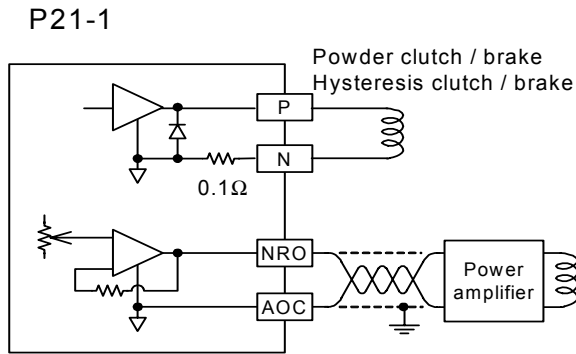 P21-1
Powder clutch / brake
Hysteresis clutch / brake
P
N
0.1Ω
NRO
AOC
Power
amplifier